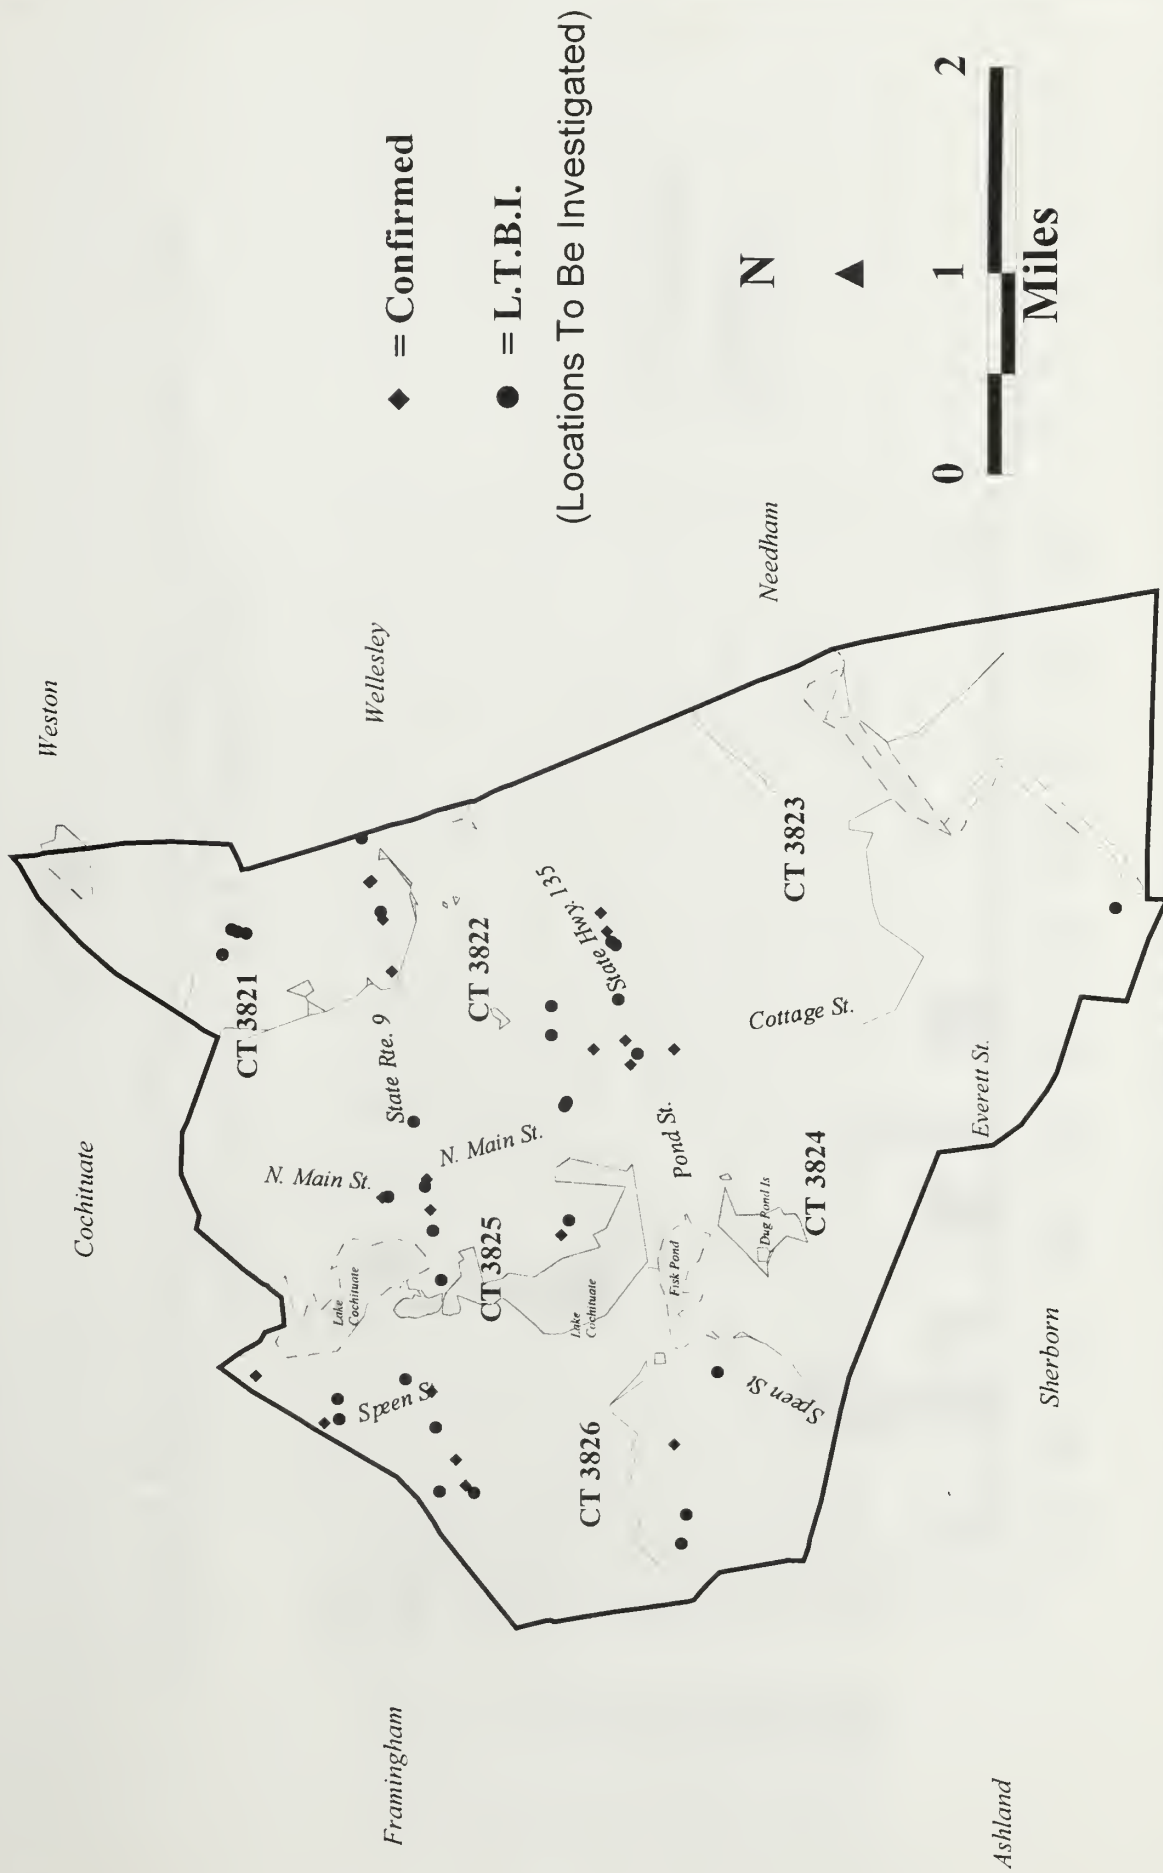 Weston
Cochituate
Wellesley
Framingham
Needham
Sherborn
Ashland
CT 3821
State Rte. 9
N. Main St.
N. Main St.
CT 3822
State Hwy. 135
CT 3825
Lake
Cochituate
Lake
Cochituate
Speen St
CT 3826
Fisk Pond
Pond St.
Dug Pond Is
CT 3824
CT 3823
Cottage St.
Speen St
Everett St.
= Confirmed
= L.T.B.I.
(Locations To Be Investigated)
N
0 1 2
Miles